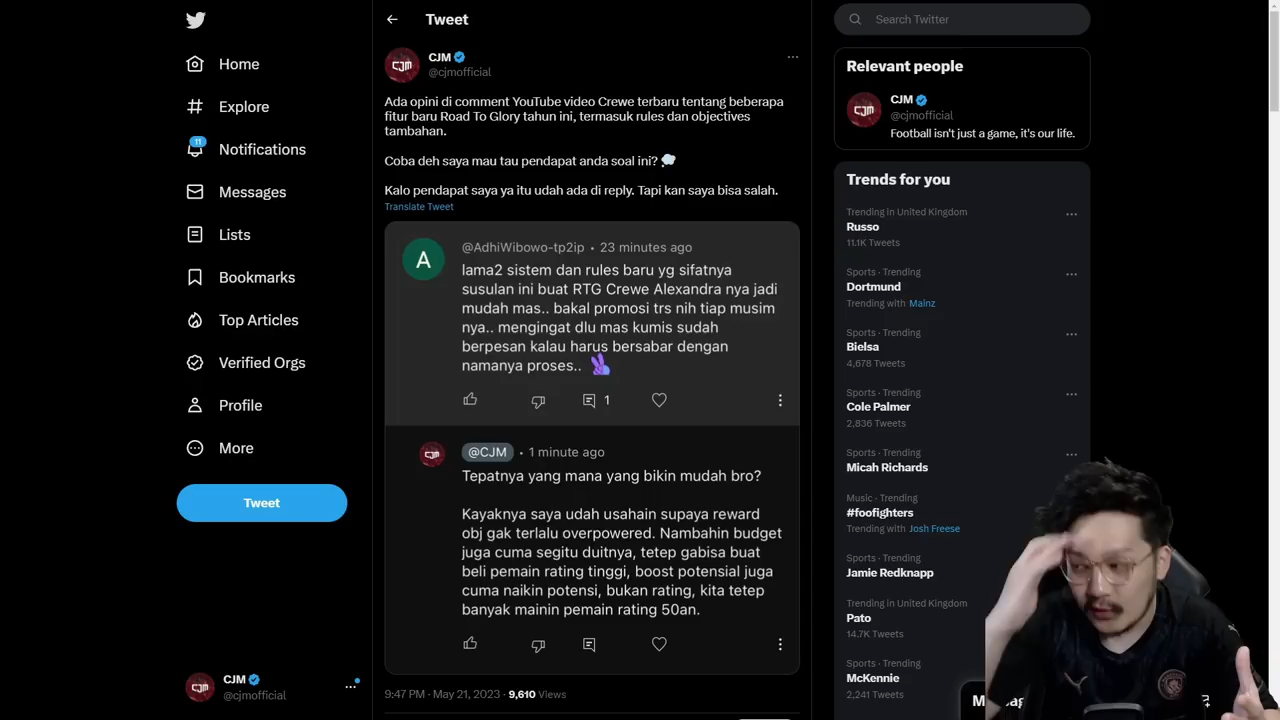 Home
Explore
11
Notifications
Messages
Lists
Bookmarks
Top Articles
Verified Orgs
Profile
More
Tweet
CJM
@cjmofficial
Tweet
CJM
@cjmofficial
Ada opini di comment YouTube video Crewe terbaru tentang beberapa
fitur baru Road To Glory tahun ini, termasuk rules dan objectives
tambahan.
Coba deh saya mau tau pendapat anda soal ini?
Kalo pendapat saya ya itu udah ada di reply. Tapi kan saya bisa salah.
Translate Tweet
A
@AdhiWibowo-tp2ip • 23 minutes ago
lama2 sistem dan rules baru yg sifatnya
susulan ini buat RTG Crewe Alexandra nya jadi
mudah mas.. bakal promosi trs nih tiap musim
nya.. mengingat dlu mas kumis sudah
berpesan kalau harus bersabar dengan
namanya proses..
1
CJM
@CJM • 1 minute ago
Tepatnya yang mana yang bikin mudah bro?
Kayaknya saya udah usahain supaya reward
obj gak terlalu overpowered. Nambahin budget
juga cuma segitu duitnya, tetep gabisa buat
beli pemain rating tinggi, boost potensial juga
cuma naikin potensi, bukan rating, kita tetep
banyak mainin pemain rating 50an.
9:47 PM · May 21, 2023 · 9,610 Views
Search Twitter
Relevant people
CJM
@cjmofficial
Football isn't just a game, it's our life.
Trends for you
Trending in United Kingdom
Russo
11.1K Tweets
Sports · Trending
Dortmund
Trending with Mainz
Sports · Trending
Bielsa
4,678 Tweets
Sports · Trending
Cole Palmer
2,836 Tweets
Sports · Trending
Micah Richards
Music · Trending
#foofighters
Trending with Josh Freese
Sports · Trending
Jamie Redknapp
Trending in United Kingdom
Pato
14.7K Tweets
Sports · Trending
McKennie
2,241 Tweets